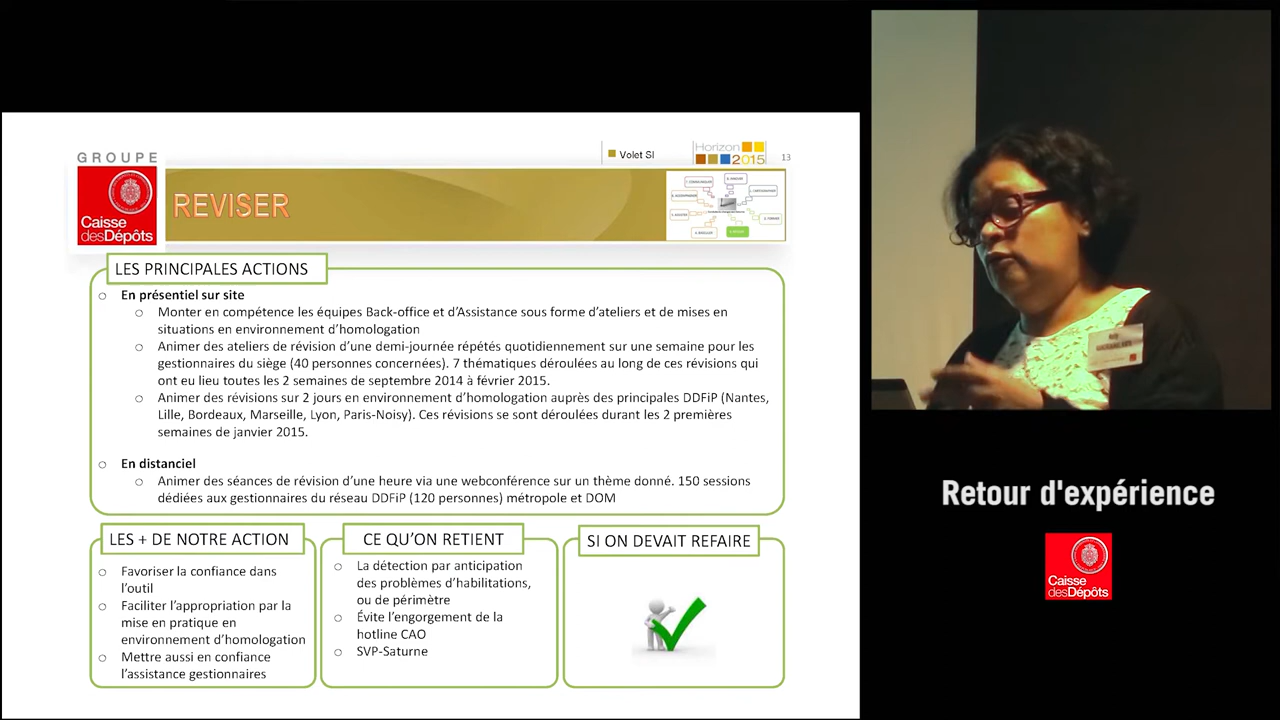 GROUPE
Caisse
desDépôts
Volet SI
Horizon
2015
13
REVISER
LES PRINCIPALES ACTIONS
En présentiel sur site
Monter en compétence les équipes Back-office et d’Assistance sous forme d’ateliers et de mises en
situations en environnement d’homologation
Animer des ateliers de révision d’une demi-journée répétés quotidiennement sur une semaine pour les
gestionnaires du siège (40 personnes concernées). 7 thématiques déroulées au long de ces révisions qui
ont eu lieu toutes les 2 semaines de septembre 2014 à février 2015.
Animer des révisions sur 2 jours en environnement d’homologation auprès des principales DDFiP (Nantes,
Lille, Bordeaux, Marseille, Lyon, Paris-Noisy). Ces révisions se sont déroulées durant les 2 premières
semaines de janvier 2015.
En distanciel
Animer des séances de révision d’une heure via une webconférence sur un thème donné. 150 sessions
dédiées aux gestionnaires du réseau DDFiP (120 personnes) métropole et DOM
LES + DE NOTRE ACTION
Favoriser la confiance dans
l’outil
Faciliter l’appropriation par la
mise en pratique en
environnement d’homologation
Mettre aussi en confiance
l’assistance gestionnaires
CE QU’ON RETIENT
La détection par anticipation
des problèmes d’habilitations,
ou de périmètre
Évite l’engorgement de la
hotline CAO
SVP-Saturne
SI ON DEVAIT REFAIRE
Retour d'expérience
Caisse
desDépôts